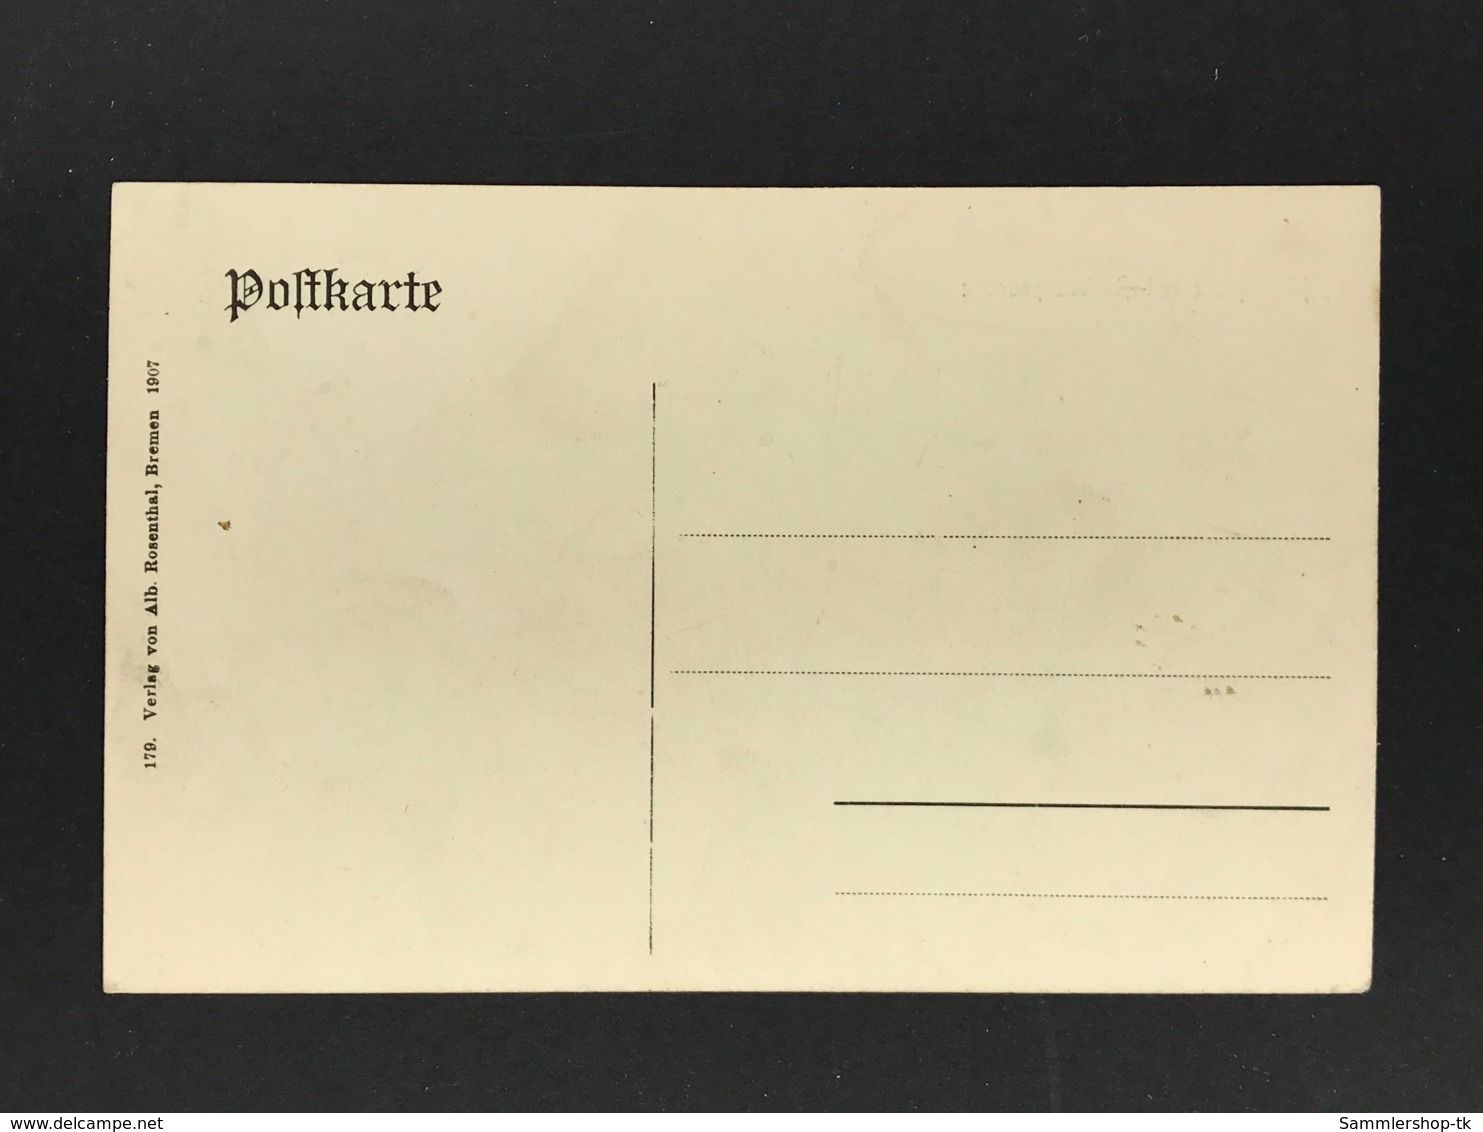 Poſtkarte
179. Verlag von Alb. Rosenthal, Bremen 1907
www.delcampe.net
Sammlershop-tk